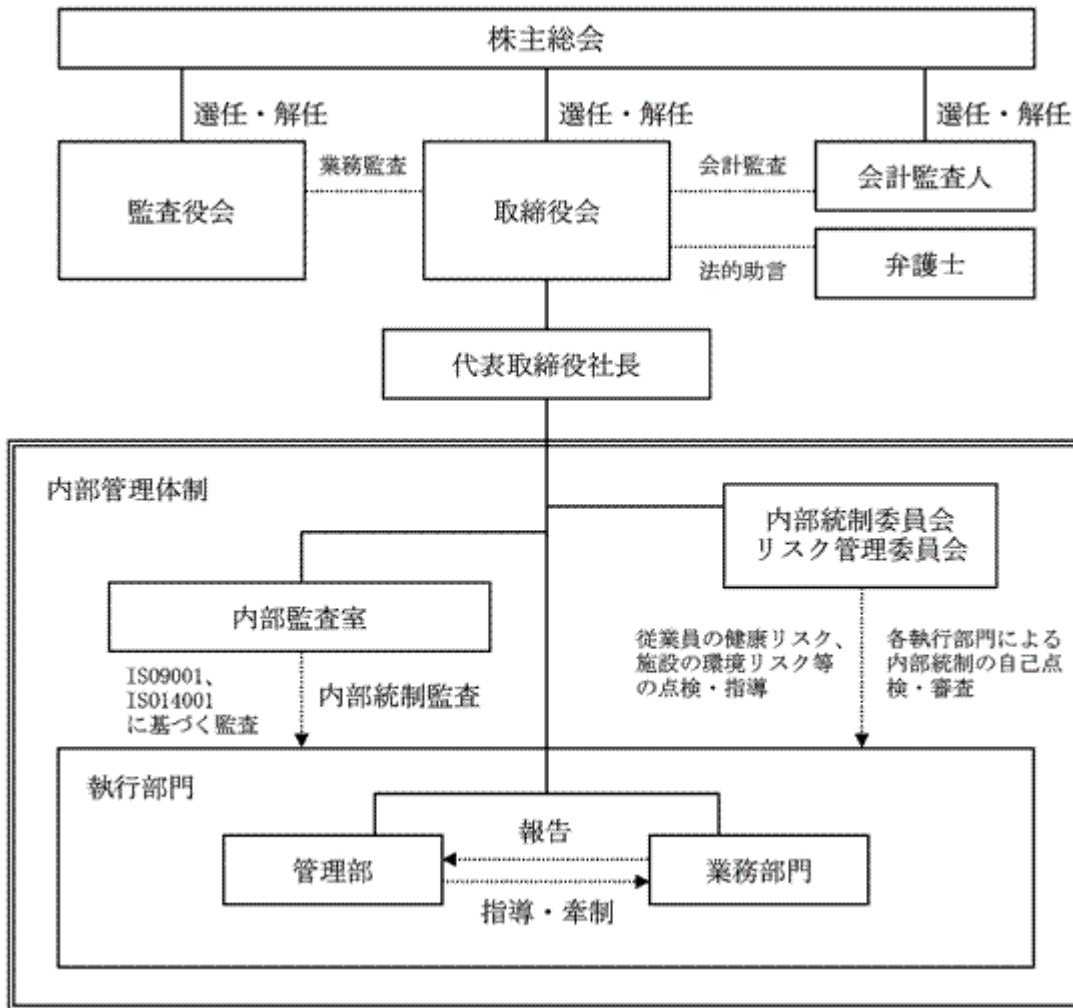 株主総会
選任・解任
選任・解任
選任・解任
監査役会
業務監査
取締役会
会計監査
会計監査人
法的助言
弁護士
代表取締役社長
内部管理体制
内部統制委員会
リスク管理委員会
内部監査室
ISO9001、
ISO14001
に基づく監査
内部統制監査
従業員の健康リスク、
施設の環境リスク等
の点検・指導
各執行部門による
内部統制の自己点
検・審査
執行部門
報告
管理部
業務部門
指導・牽制